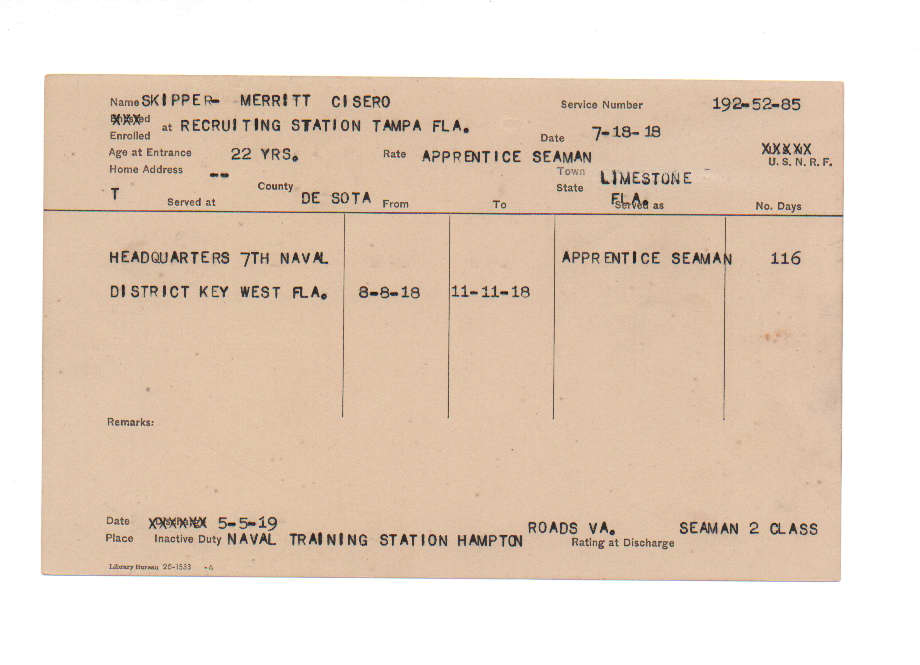 Name SKIPPER- MERRITT CISERO Service Number 192-52-85
Enrolled at RECRUITING STATION TAMPA FLA. Date 7-18-18
Age at Entrance 22 YRS. Rate APPRENTICE SEAMAN XXXXX U. S. N. R. F.
Home Address -- Town LIMESTONE
T County DE SOTA State FLA.
Served at From To Served as No. Days
HEADQUARTERS 7TH NAVAL APPRENTICE SEAMAN 116
DISTRICT KEY WEST FLA. 8-8-18 11-11-18
Remarks:
Date XXXXXX 5-5-19
Place Inactive Duty NAVAL TRAINING STATION HAMPTON ROADS VA. SEAMAN 2 CLASS
Rating at Discharge
Library Bureau 26-1533 -A